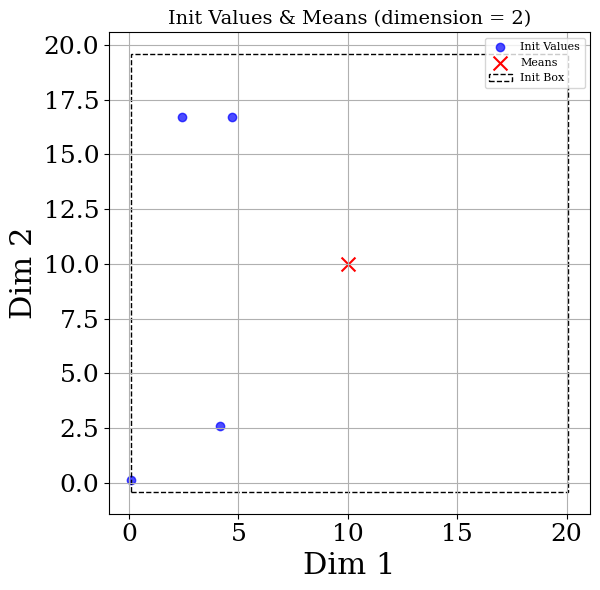 Init Values & Means (dimension = 2)
Init Values
Means
Init Box
20.0
17.5
15.0
12.5
10.0
7.5
5.0
2.5
0.0
Dim 2
0 5 10 15 20
Dim 1